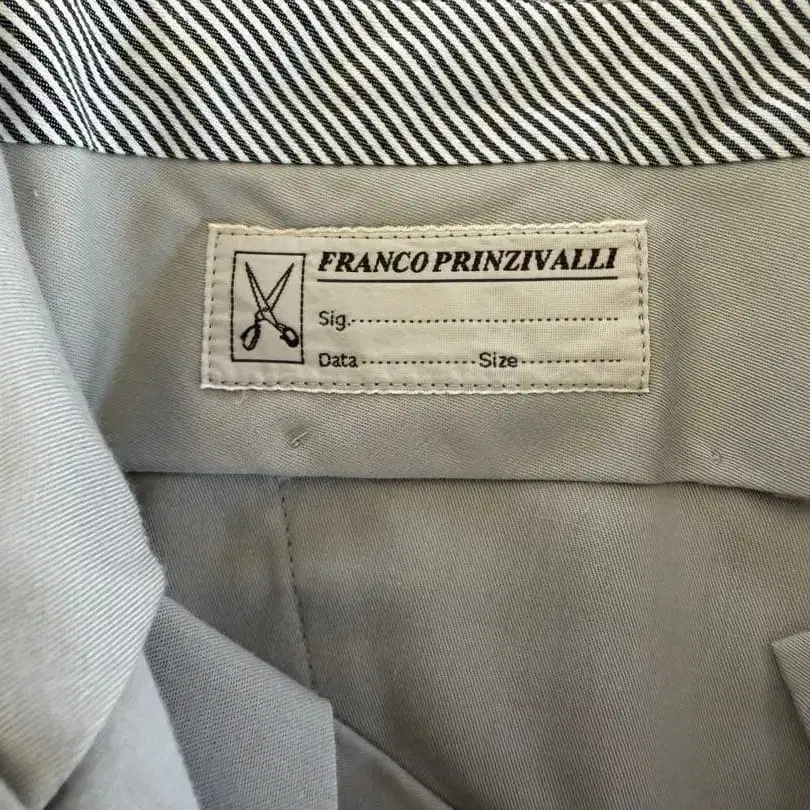 FRANCO PRINZIVALLI
Sig.
Data Size